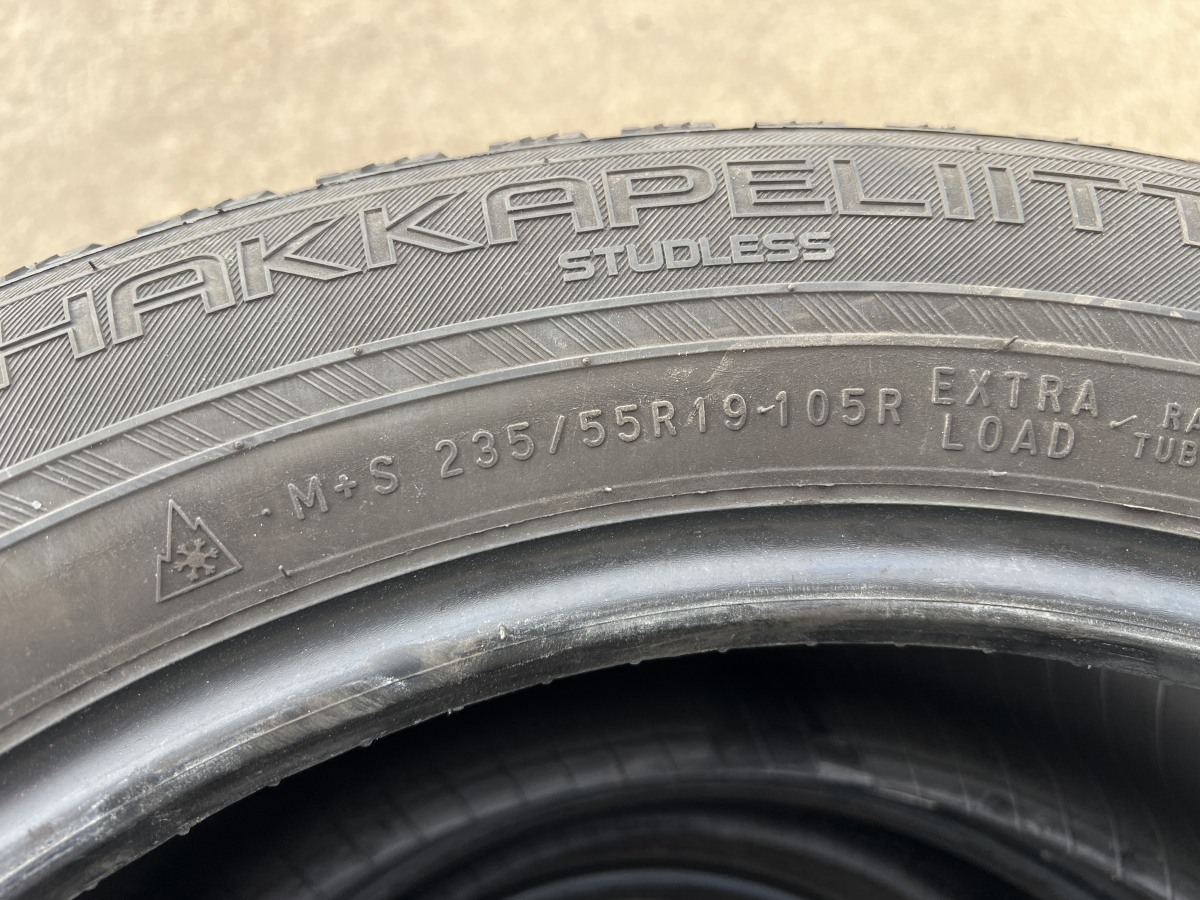 HAKKAPELIITT
STUDLESS
M+S 235/55R19 105R EXTRA LOAD